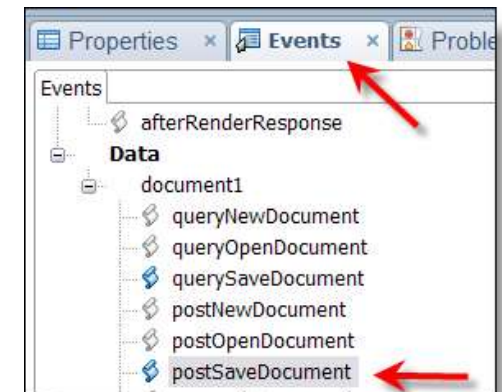 Properties Events Proble
Events
afterRenderResponse
Data
document1
queryNewDocument
queryOpenDocument
querySaveDocument
postNewDocument
postOpenDocument
postSaveDocument